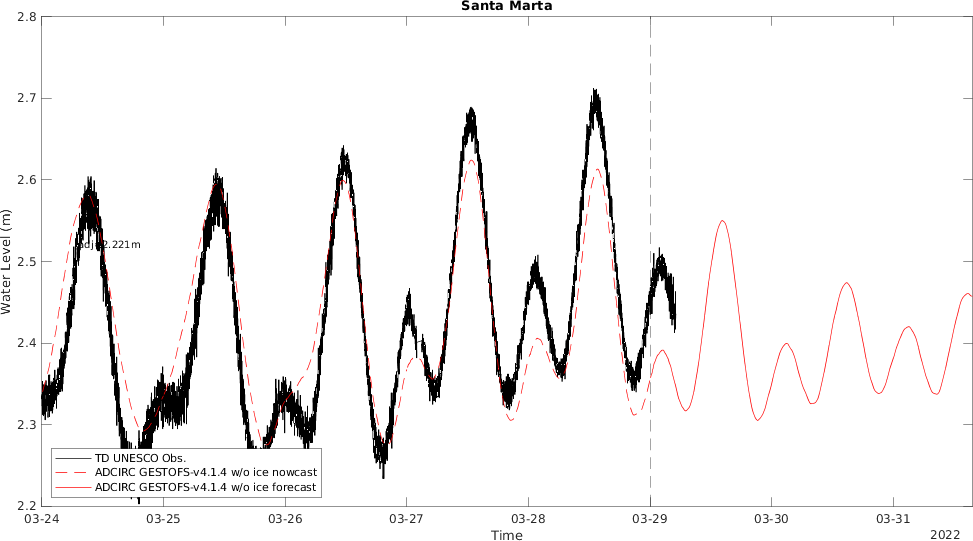 Santa Marta
2.8
2.7
2.6
2.5
2.4
2.3
2.2
Water Level (m)
2.221m
TD UNESCO Obs.
ADCIRC GESTOFS-v4.1.4 w/o ice nowcast
ADCIRC GESTOFS-v4.1.4 w/o ice forecast
03-24 03-25 03-26 03-27 03-28 03-29 03-30 03-31
Time
2022